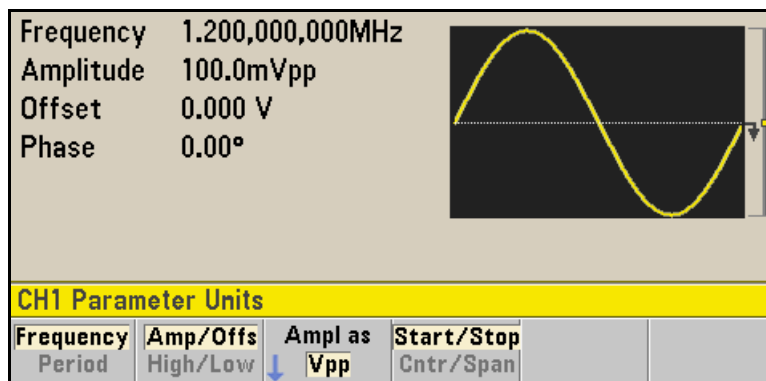 Frequency 1.200,000,000MHz
Amplitude 100.0mVpp
Offset 0.000 V
Phase 0.00°
CH1 Parameter Units
Frequency Amp/Offs Ampl as Start/Stop
Period High/Low Vpp Cntr/Span